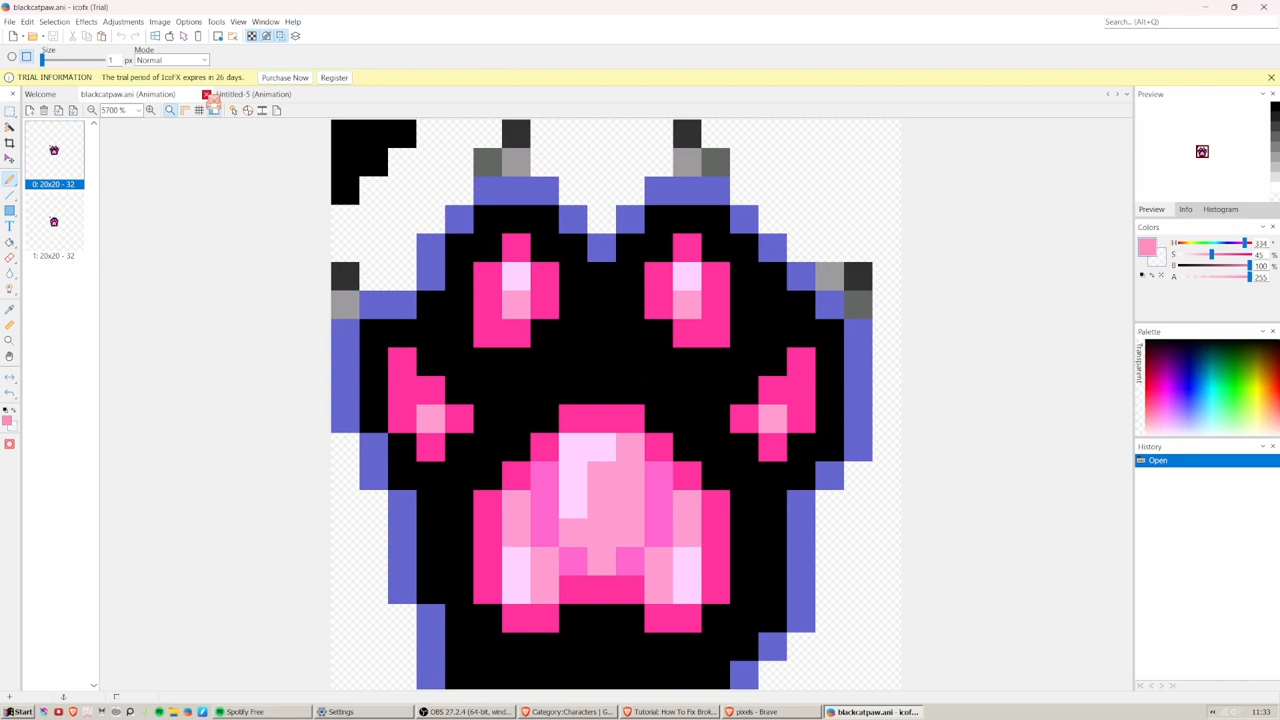 blackcatpaw.ani - icofx (Trial)
File Edit Selection Effects Adjustments Image Options Tools View Window Help
Search... (Alt+Q)
Size
1 px
Mode
Normal
TRIAL INFORMATION The trial period of IcoFX expires in 26 days. Purchase Now Register
Welcome blackcatpaw.ani (Animation) Untitled-5 (Animation)
5700 %
0: 20x20 - 32
1: 20x20 - 32
Preview
Preview Info Histogram
Colors
H 334 °
S 45 %
B 100 %
A 255
Palette
Transparent
History
Open
Start Spotify Free Settings OBS 27.2.4 (64-bit, wind... Category:Characters | G... Tutorial: How To Fix Brok... pixels - Brave blackcatpaw.ani - icof... 11:33